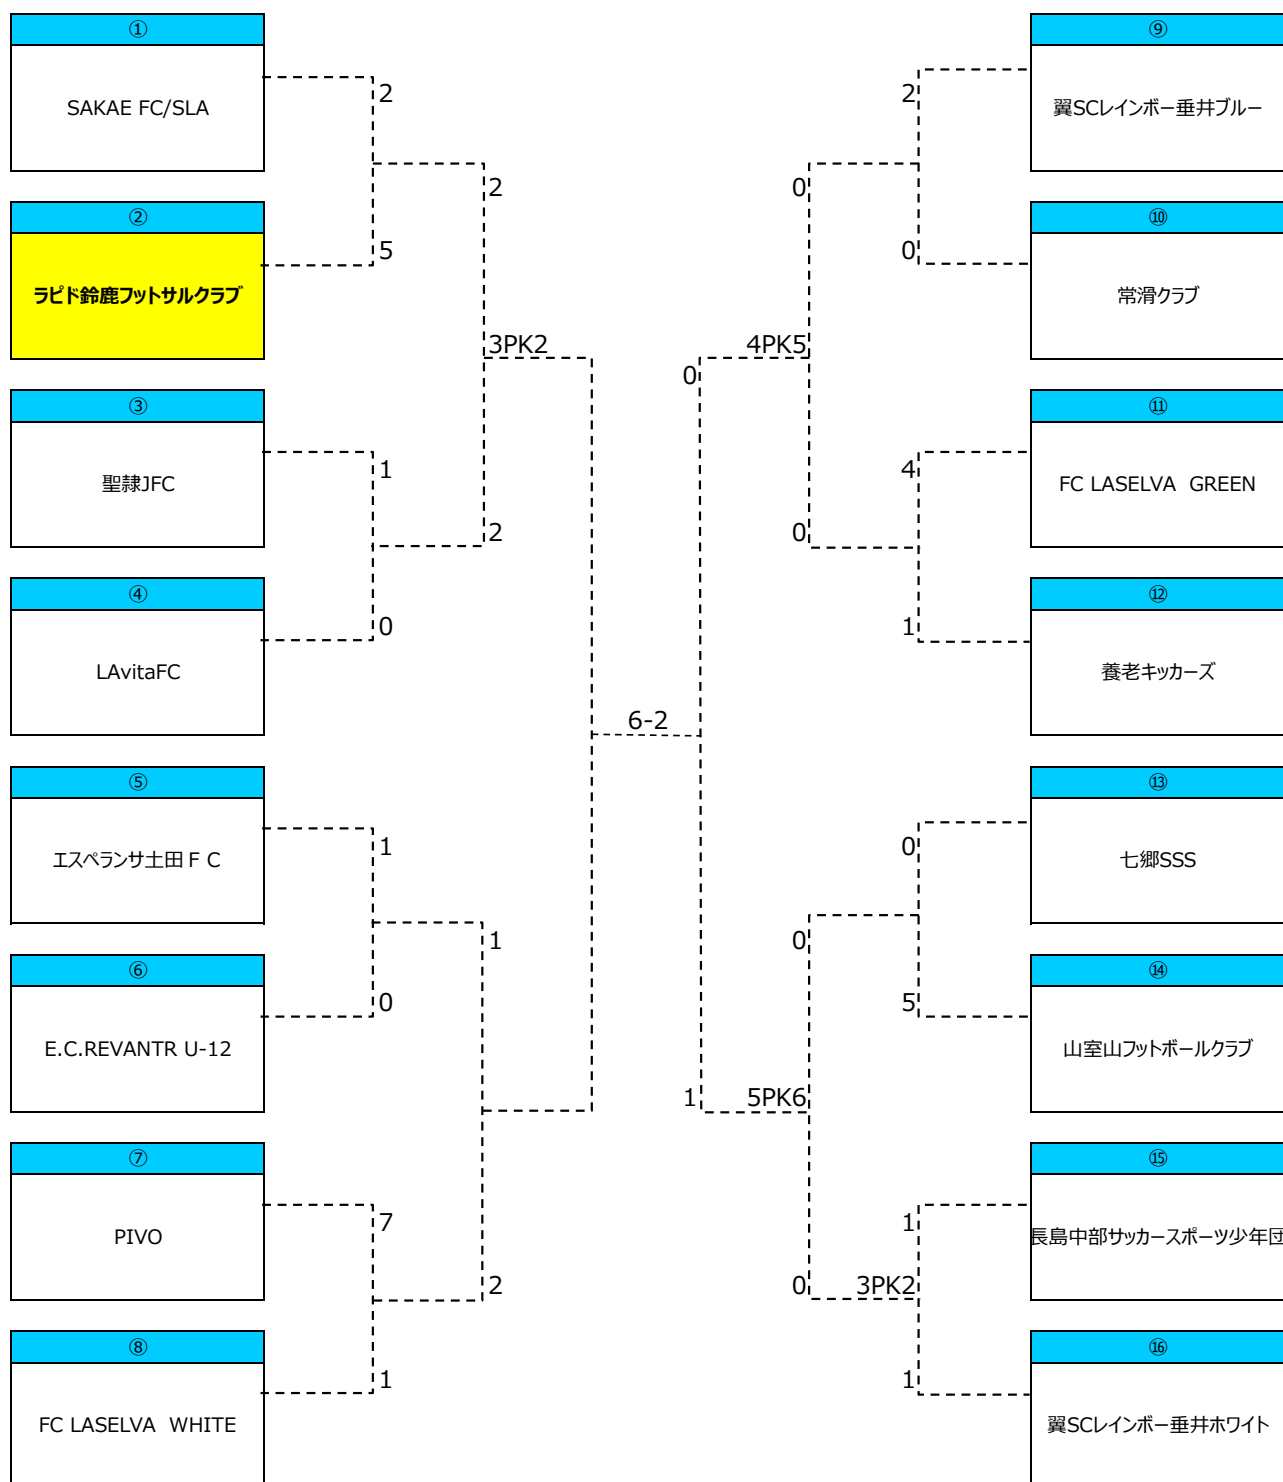 ①
SAKAE FC/SLA
②
ラピド鈴鹿フットサルクラブ
③
聖隷JFC
④
LAvitaFC
⑤
エスペランサ土田ＦＣ
⑥
E.C.REVANTR U-12
⑦
PIVO
⑧
FC LASELVA  WHITE
2
5
1
0
1
0
7
1
2
3PK2
2
1
2
6-2
0
1
0
4PK5
0
0
5PK6
0
3PK2
2
0
4
1
0
5
1
1
⑨
翼SCレインボー垂井ブルー
⑩
常滑クラブ
⑪
FC LASELVA  GREEN
⑫
養老キッカーズ
⑬
七郷SSS
⑭
山室山フットボールクラブ
⑮
長島中部サッカースポーツ少年団
⑯
翼SCレインボー垂井ホワイト